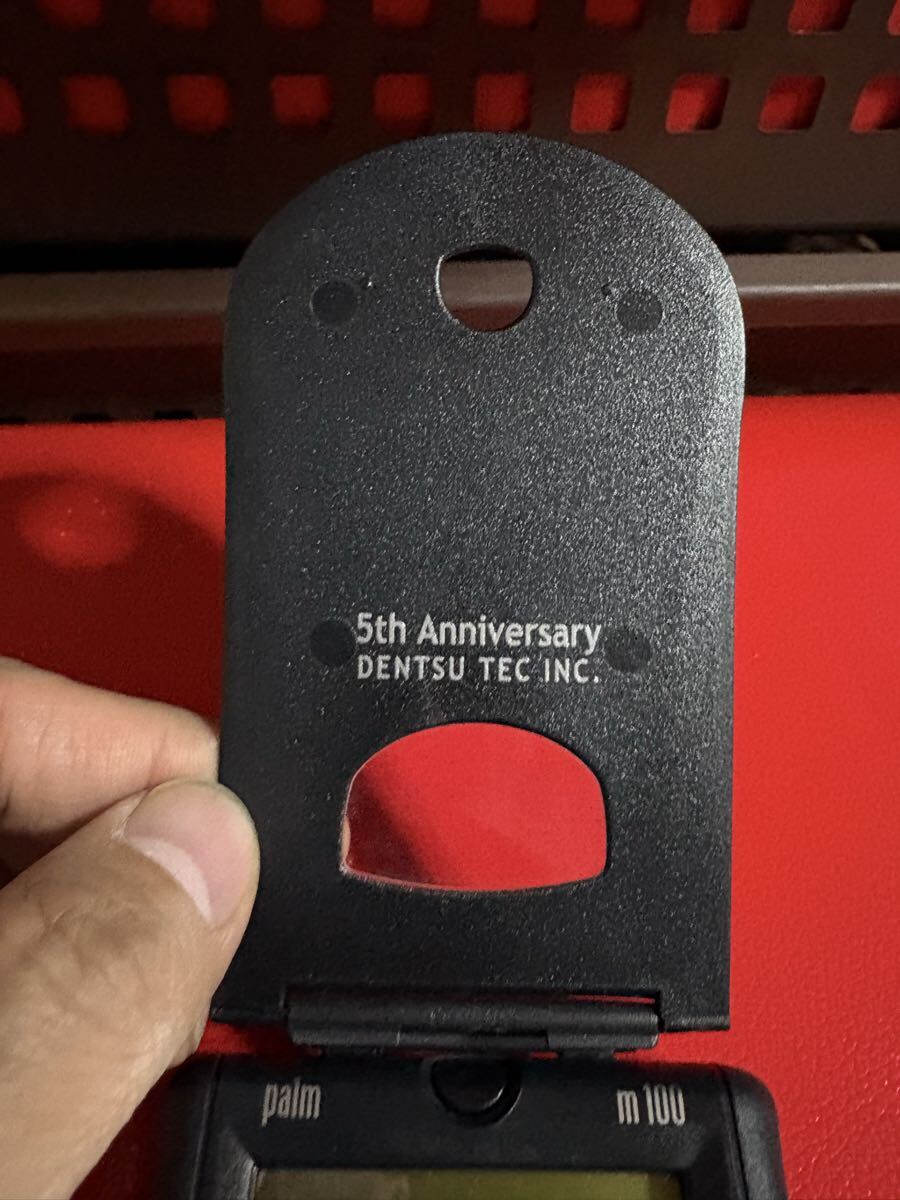 5th Anniversary
DENTSU TEC INC.
palm m100